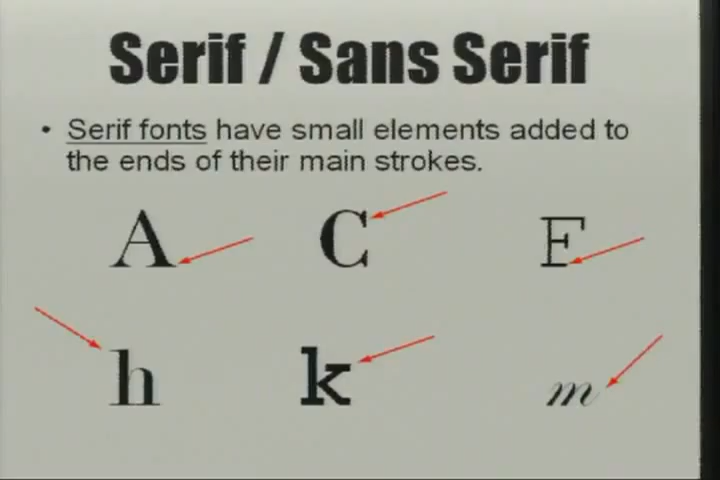 Serif / Sans Serif
• Serif fonts have small elements added to
the ends of their main strokes.
A C F
h k m